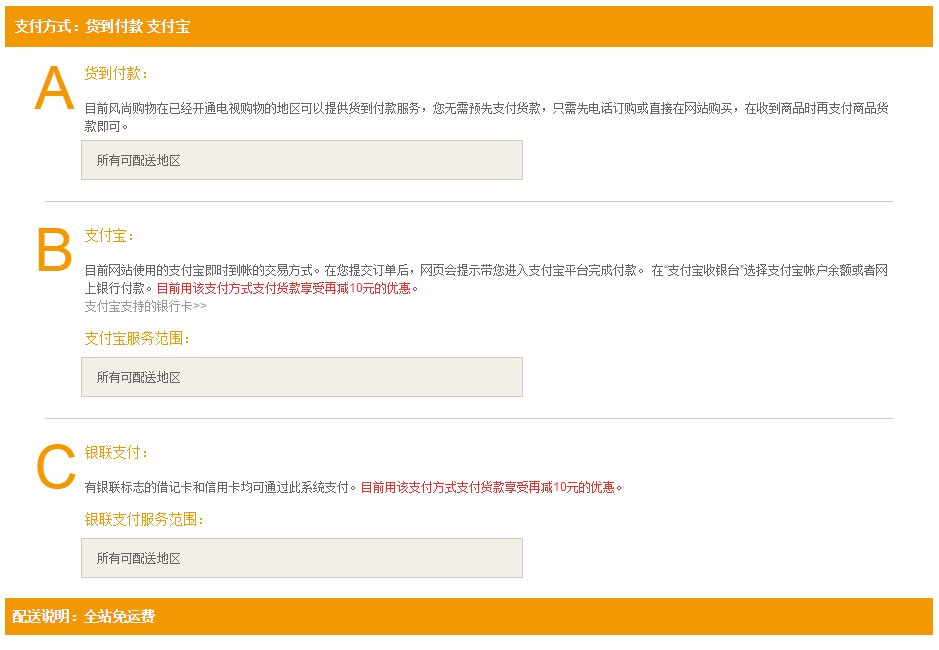 支付方式：货到付款 支付宝
A
货到付款：
目前风尚购物在已经开通电视购物的地区可以提供货到付款服务，您无需预先支付货款，只需先电话订购或直接在网站购买，在收到商品时再支付商品货
款即可。
所有可配送地区
B
支付宝：
目前网站使用的支付宝即时到帐的交易方式。在您提交订单后，网页会提示带您进入支付宝平台完成付款。 在“支付宝收银台”选择支付宝帐户余额或者网
上银行付款。目前用该支付方式支付货款享受再减10元的优惠。
支付宝支持的银行卡>>
支付宝服务范围：
所有可配送地区
C
银联支付：
有银联标志的借记卡和信用卡均可通过此系统支付。目前用该支付方式支付货款享受再减10元的优惠。
银联支付服务范围：
所有可配送地区
配送说明：全站免运费